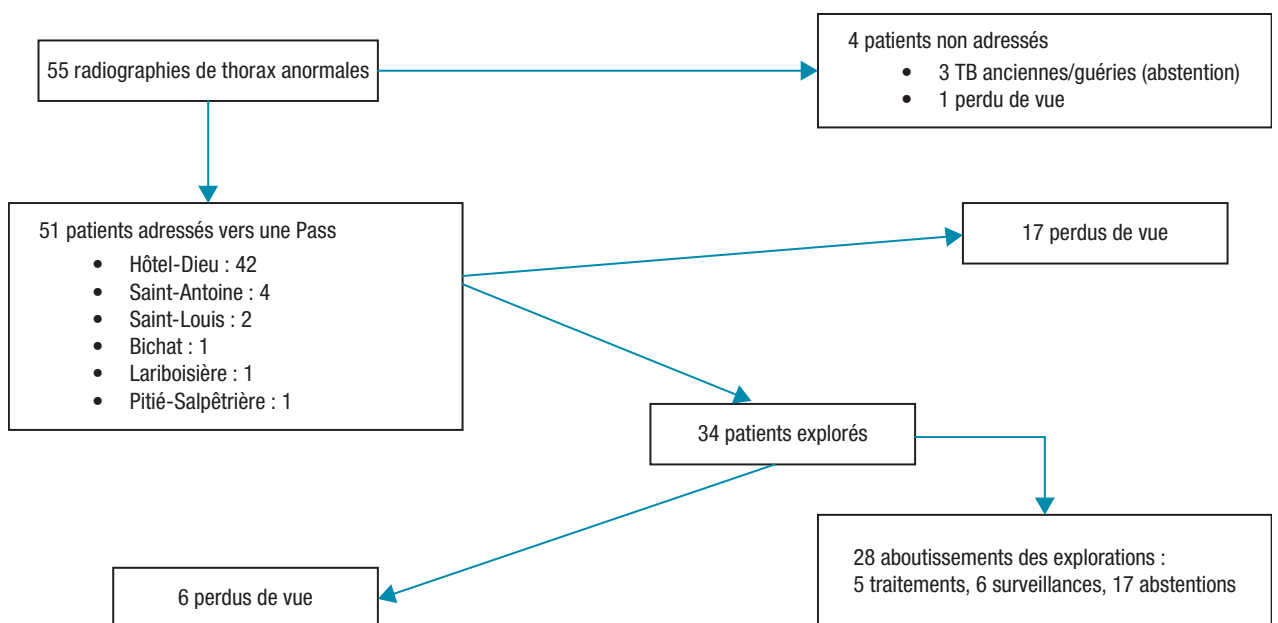 55 radiographies de thorax anormales
4 patients non adressés
• 3 TB anciennes/guéries (abstention)
• 1 perdu de vue
51 patients adressés vers une Pass
• Hôtel-Dieu : 42
• Saint-Antoine : 4
• Saint-Louis : 2
• Bichat : 1
• Lariboisière : 1
• Pitié-Salpêtrière : 1
17 perdus de vue
34 patients explorés
6 perdus de vue
28 aboutissements des explorations :
5 traitements, 6 surveillances, 17 abstentions